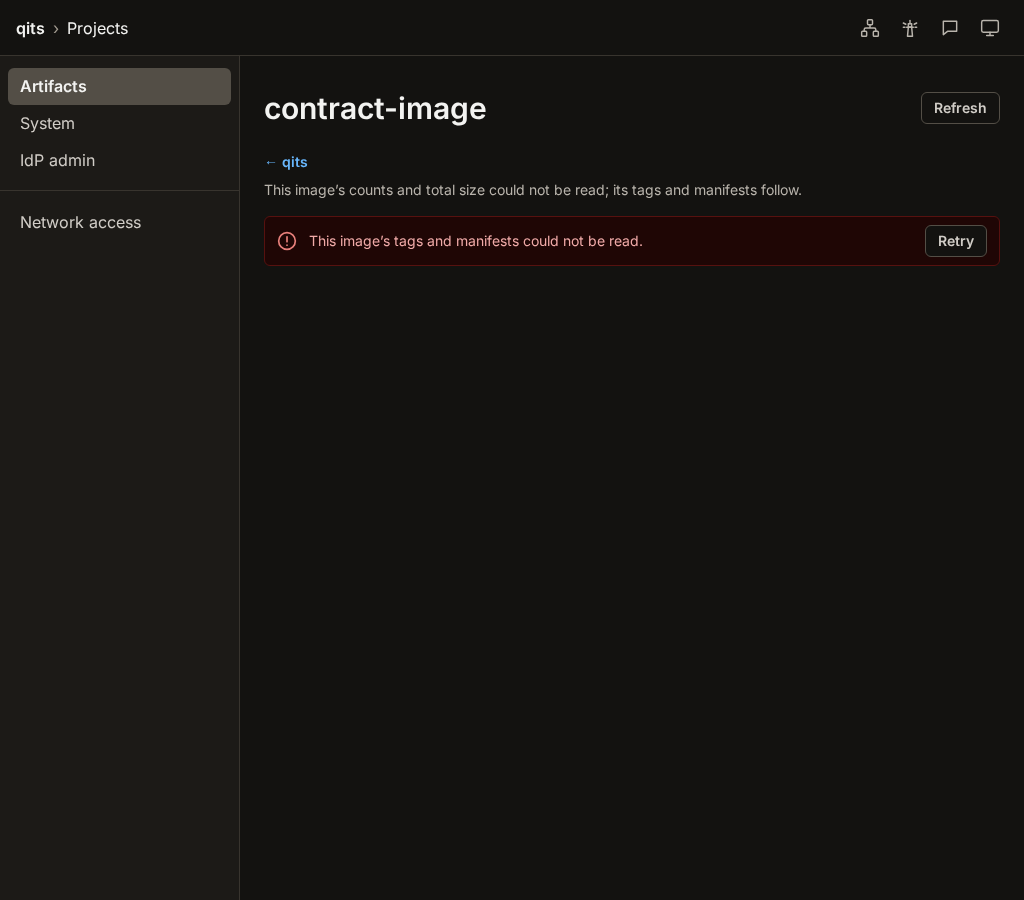 qits › Projects
Artifacts
System
IdP admin
Network access
contract-image
Refresh
← qits
This image's counts and total size could not be read; its tags and manifests follow.
This image's tags and manifests could not be read.
Retry